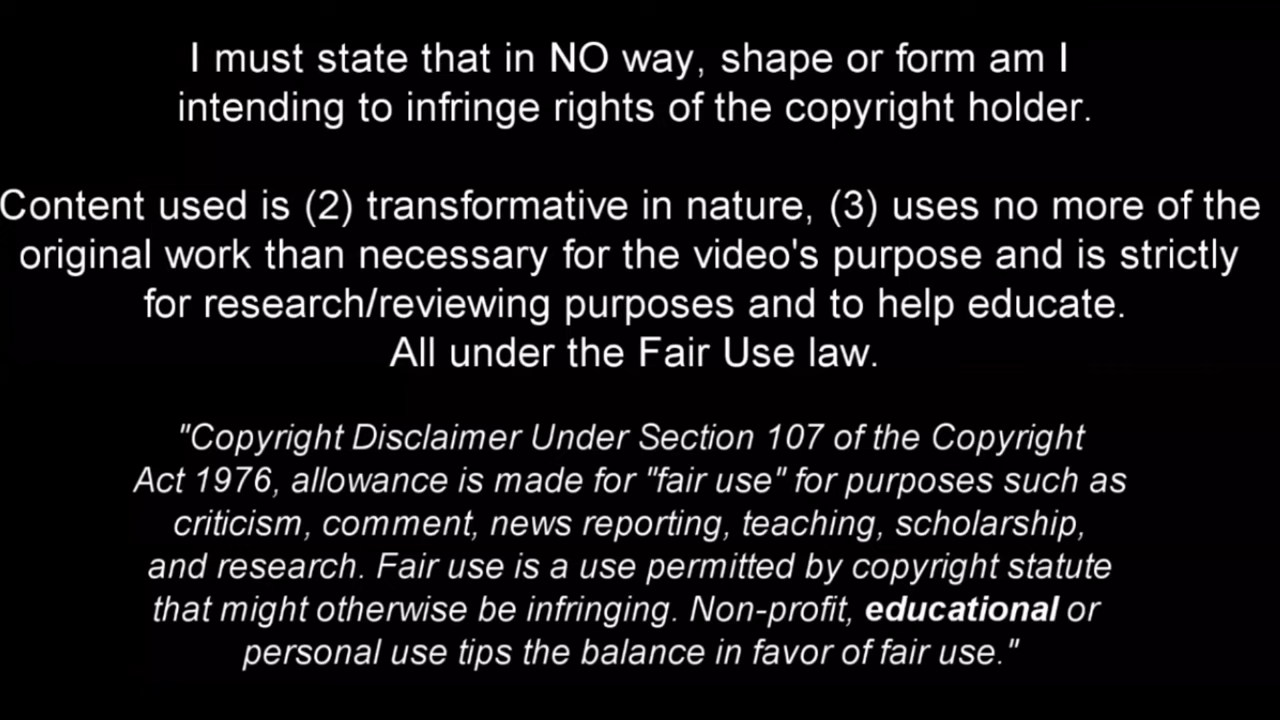 I must state that in NO way, shape or form am I
intending to infringe rights of the copyright holder.
Content used is (2) transformative in nature, (3) uses no more of the
original work than necessary for the video's purpose and is strictly
for research/reviewing purposes and to help educate.
All under the Fair Use law.
"Copyright Disclaimer Under Section 107 of the Copyright
Act 1976, allowance is made for "fair use" for purposes such as
criticism, comment, news reporting, teaching, scholarship,
and research. Fair use is a use permitted by copyright statute
that might otherwise be infringing. Non-profit, educational or
personal use tips the balance in favor of fair use."